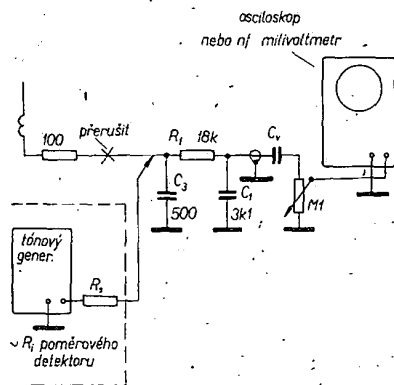 osciloskop
nebo nf milivoltmetr
100
přerušit
R₁ 18k
Cᵥ
C₃
500
C₁
3k1
M1
tónový
gener.
Rₛ
~ Rᵢ poměrového
detektoru